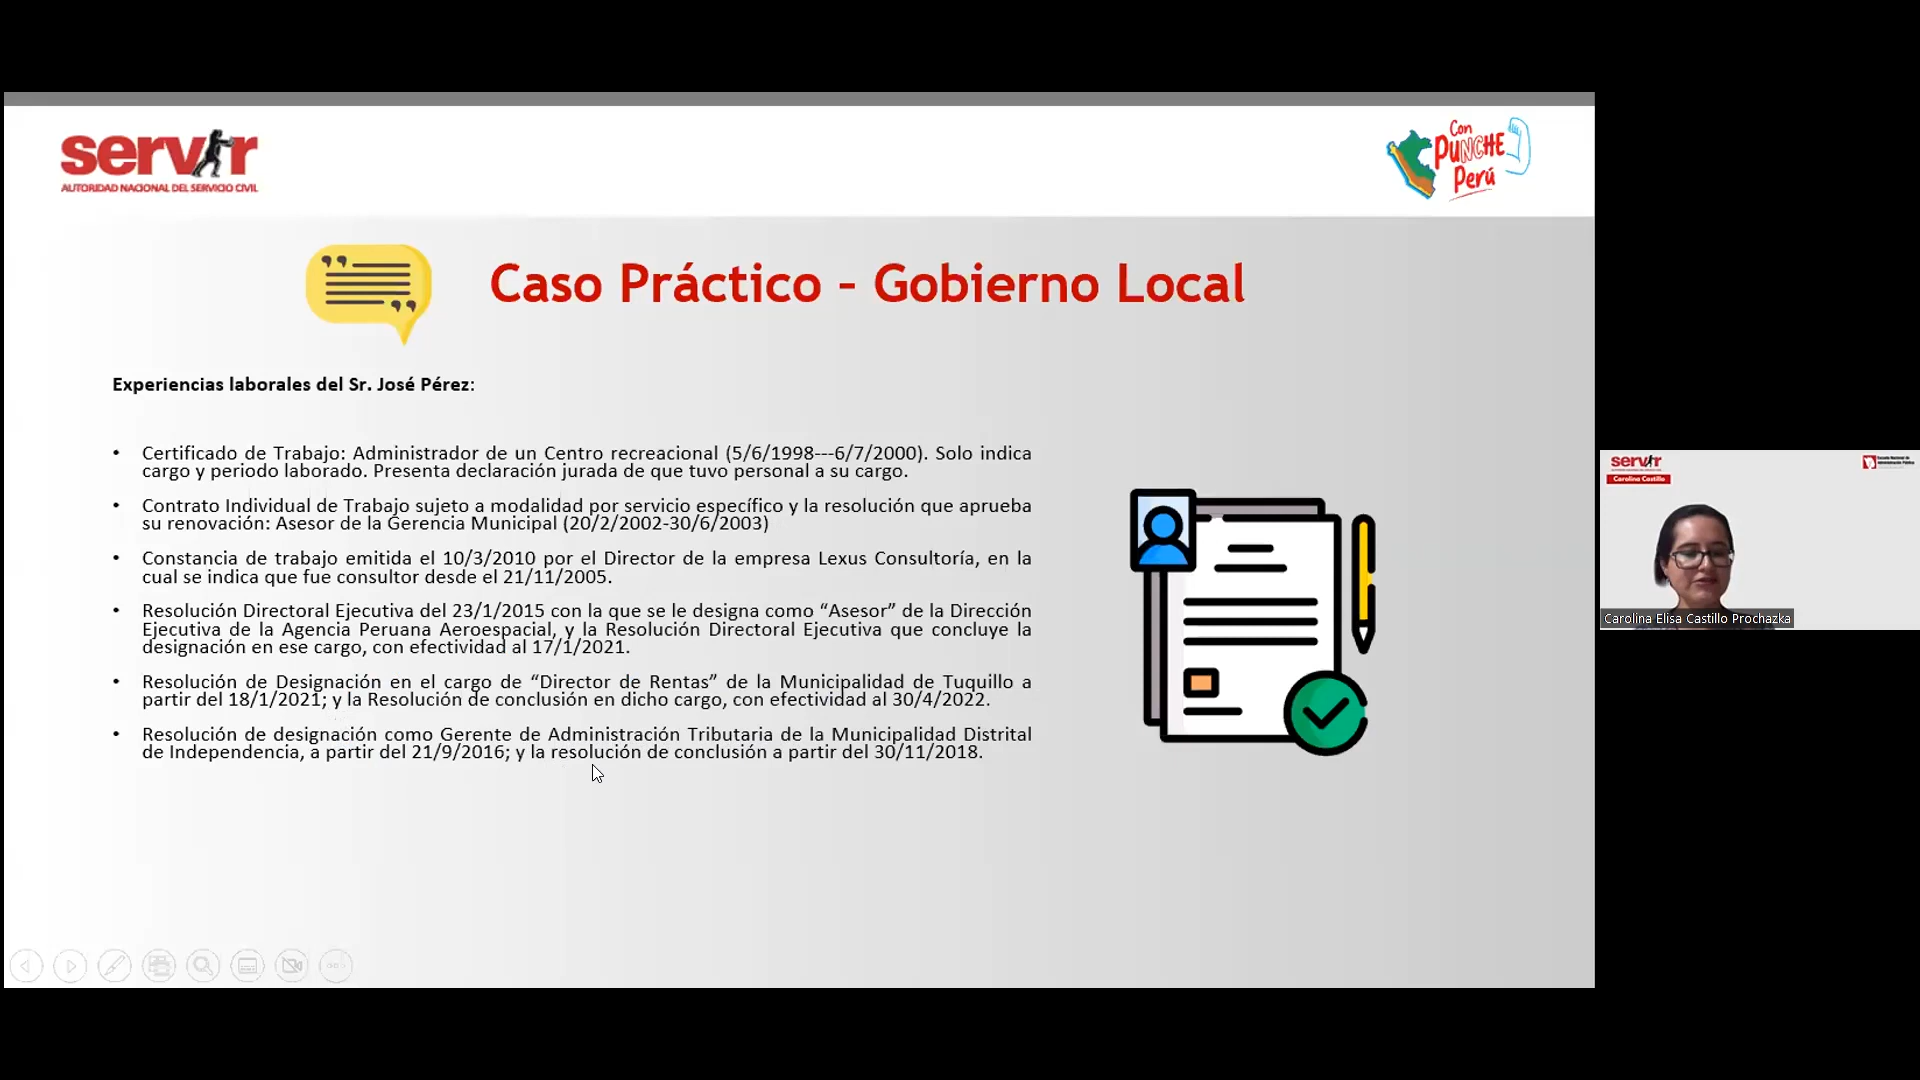 servir
AUTORIDAD NACIONAL DEL SERVICIO CIVIL
Con
PUNCHE
Perú
Caso Práctico - Gobierno Local
Experiencias laborales del Sr. José Pérez:
• Certificado de Trabajo: Administrador de un Centro recreacional (5/6/1998---6/7/2000). Solo indica
cargo y periodo laborado. Presenta declaración jurada de que tuvo personal a su cargo.
• Contrato Individual de Trabajo sujeto a modalidad por servicio específico y la resolución que aprueba
su renovación: Asesor de la Gerencia Municipal (20/2/2002-30/6/2003)
• Constancia de trabajo emitida el 10/3/2010 por el Director de la empresa Lexus Consultoría, en la
cual se indica que fue consultor desde el 21/11/2005.
• Resolución Directoral Ejecutiva del 23/1/2015 con la que se le designa como “Asesor” de la Dirección
Ejecutiva de la Agencia Peruana Aeroespacial, y la Resolución Directoral Ejecutiva que concluye la
designación en ese cargo, con efectividad al 17/1/2021.
• Resolución de Designación en el cargo de “Director de Rentas” de la Municipalidad de Tuquillo a
partir del 18/1/2021; y la Resolución de conclusión en dicho cargo, con efectividad al 30/4/2022.
• Resolución de designación como Gerente de Administración Tributaria de la Municipalidad Distrital
de Independencia, a partir del 21/9/2016; y la resolución de conclusión a partir del 30/11/2018.
servir
Carolina Castillo
Escuela Nacional de
Administración Pública
Carolina Elisa Castillo Prochazka